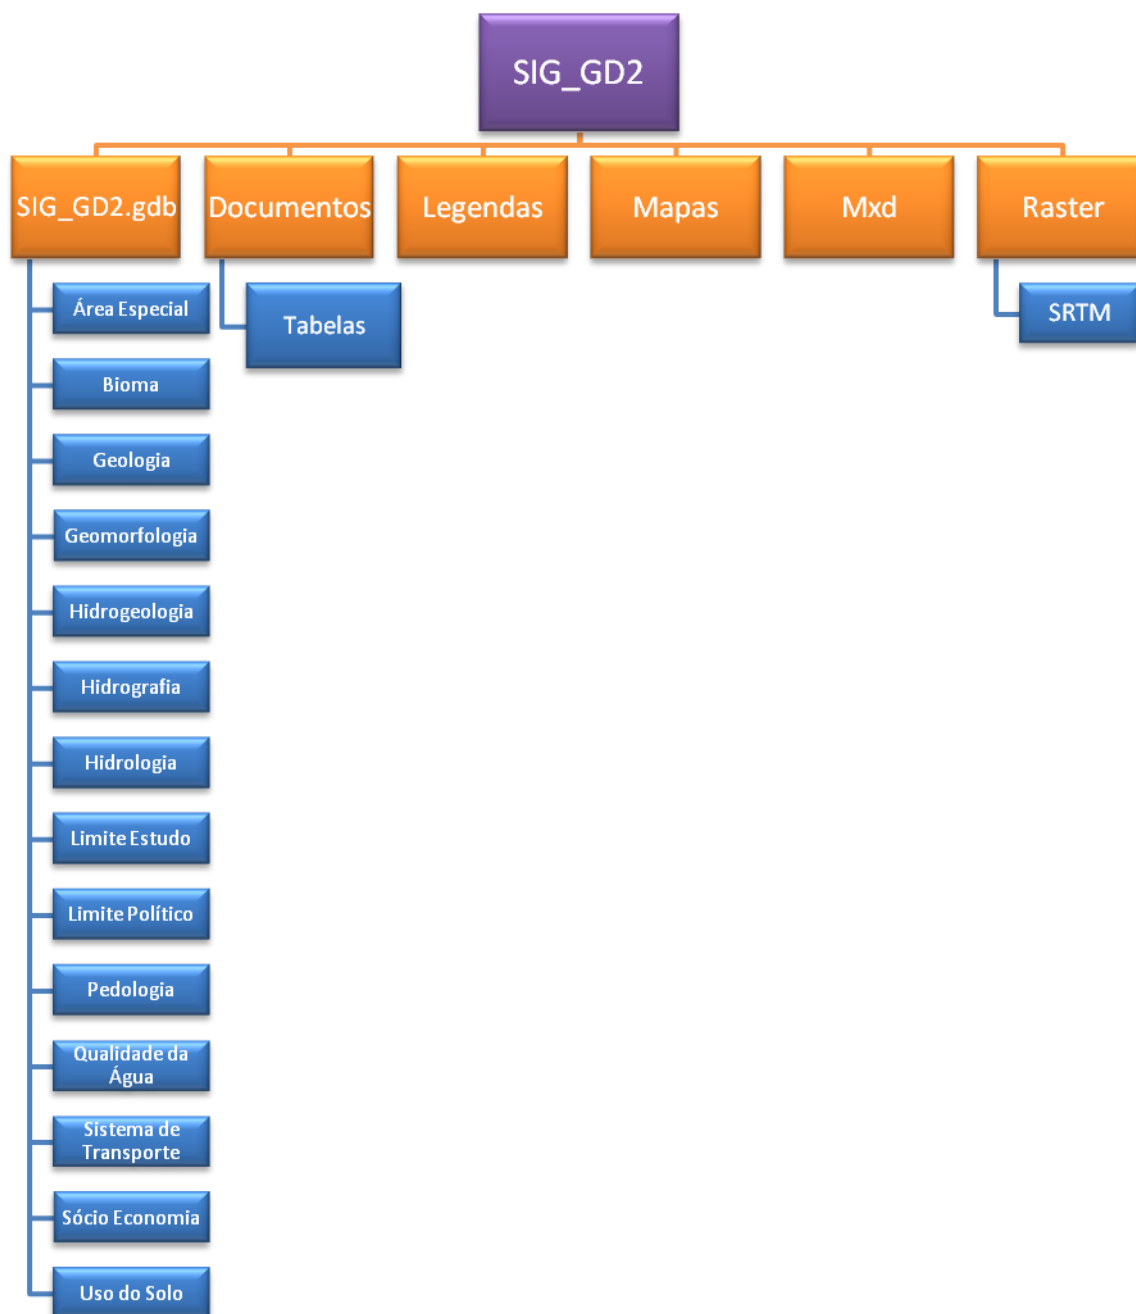 SIG_GD2
SIG_GD2.gdb
Documentos
Legendas
Mapas
Mxd
Raster
Área Especial
Bioma
Geologia
Geomorfologia
Hidrogeologia
Hidrografia
Hidrologia
Limite Estudo
Limite Político
Pedologia
Qualidade da
Água
Sistema de
Transporte
Sócio Economia
Uso do Solo
Tabelas
SRTM